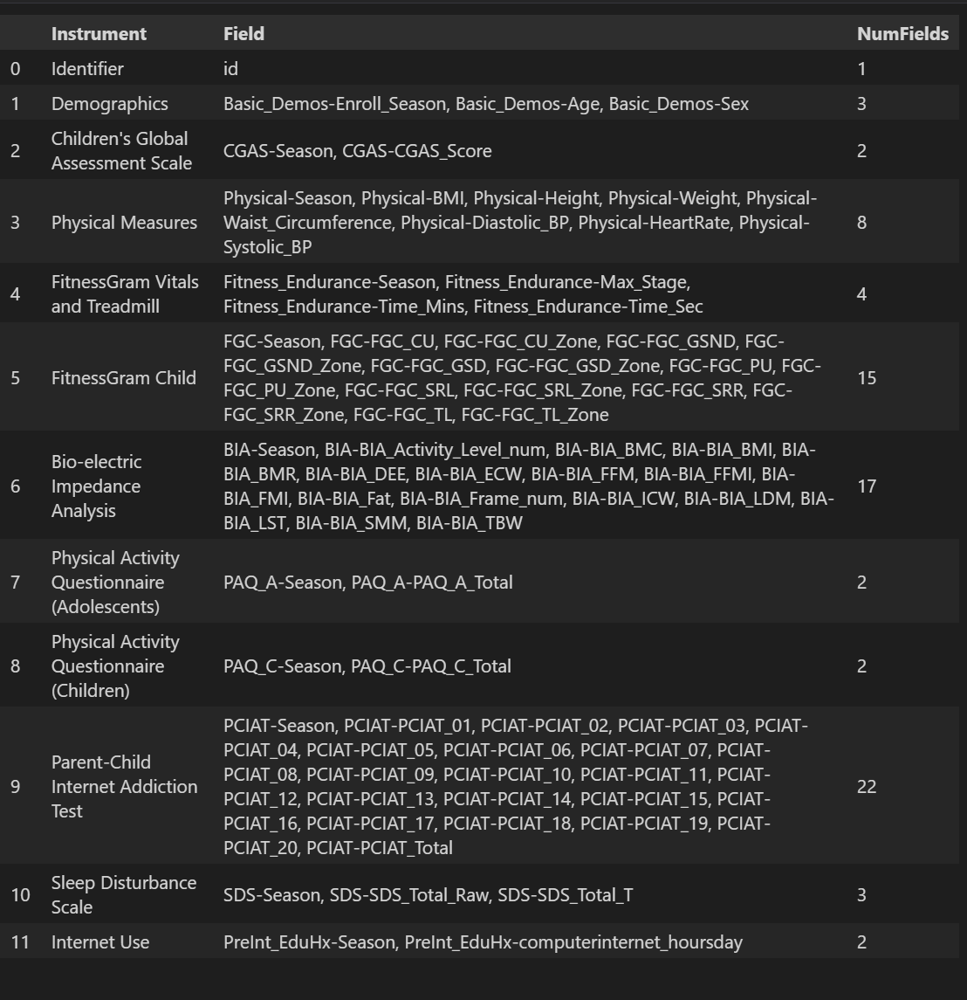 Instrument Field NumFields
0 Identifier id 1
1 Demographics Basic_Demos-Enroll_Season, Basic_Demos-Age, Basic_Demos-Sex 3
Children's Global
2 Assessment Scale CGAS-Season, CGAS-CGAS_Score 2
Physical-Season, Physical-BMI, Physical-Height, Physical-Weight, Physical-
3 Physical Measures Waist_Circumference, Physical-Diastolic_BP, Physical-HeartRate, Physical- 8
Systolic_BP
FitnessGram Vitals Fitness_Endurance-Season, Fitness_Endurance-Max_Stage,
4 and Treadmill Fitness_Endurance-Time_Mins, Fitness_Endurance-Time_Sec 4
FGC-Season, FGC-FGC_CU, FGC-FGC_CU_Zone, FGC-FGC_GSND, FGC-
FGC_GSND_Zone, FGC-FGC_GSD, FGC-FGC_GSD_Zone, FGC-FGC_PU, FGC-
5 FitnessGram Child FGC_PU_Zone, FGC-FGC_SRL, FGC-FGC_SRL_Zone, FGC-FGC_SRR, FGC- 15
FGC_SRR_Zone, FGC-FGC_TL, FGC-FGC_TL_Zone
Bio-electric BIA-Season, BIA-BIA_Activity_Level_num, BIA-BIA_BMC, BIA-BIA_BMI, BIA-
6 Impedance BIA_BMR, BIA-BIA_DEE, BIA-BIA_ECW, BIA-BIA_FFM, BIA-BIA_FFMI, BIA- 17
Analysis BIA_FMI, BIA-BIA_Fat, BIA-BIA_Frame_num, BIA-BIA_ICW, BIA-BIA_LDM, BIA-
BIA_LST, BIA-BIA_SMM, BIA-BIA_TBW
Physical Activity
7 Questionnaire PAQ_A-Season, PAQ_A-PAQ_A_Total 2
(Adolescents)
Physical Activity
8 Questionnaire PAQ_C-Season, PAQ_C-PAQ_C_Total 2
(Children)
PCIAT-Season, PCIAT-PCIAT_01, PCIAT-PCIAT_02, PCIAT-PCIAT_03, PCIAT-
Parent-Child PCIAT_04, PCIAT-PCIAT_05, PCIAT-PCIAT_06, PCIAT-PCIAT_07, PCIAT-
9 Internet Addiction PCIAT_08, PCIAT-PCIAT_09, PCIAT-PCIAT_10, PCIAT-PCIAT_11, PCIAT- 22
Test PCIAT_12, PCIAT-PCIAT_13, PCIAT-PCIAT_14, PCIAT-PCIAT_15, PCIAT-
PCIAT_16, PCIAT-PCIAT_17, PCIAT-PCIAT_18, PCIAT-PCIAT_19, PCIAT-
PCIAT_20, PCIAT-PCIAT_Total
Sleep Disturbance
10 Scale SDS-Season, SDS-SDS_Total_Raw, SDS-SDS_Total_T 3
11 Internet Use PreInt_EduHx-Season, PreInt_EduHx-computerinternet_hoursday 2